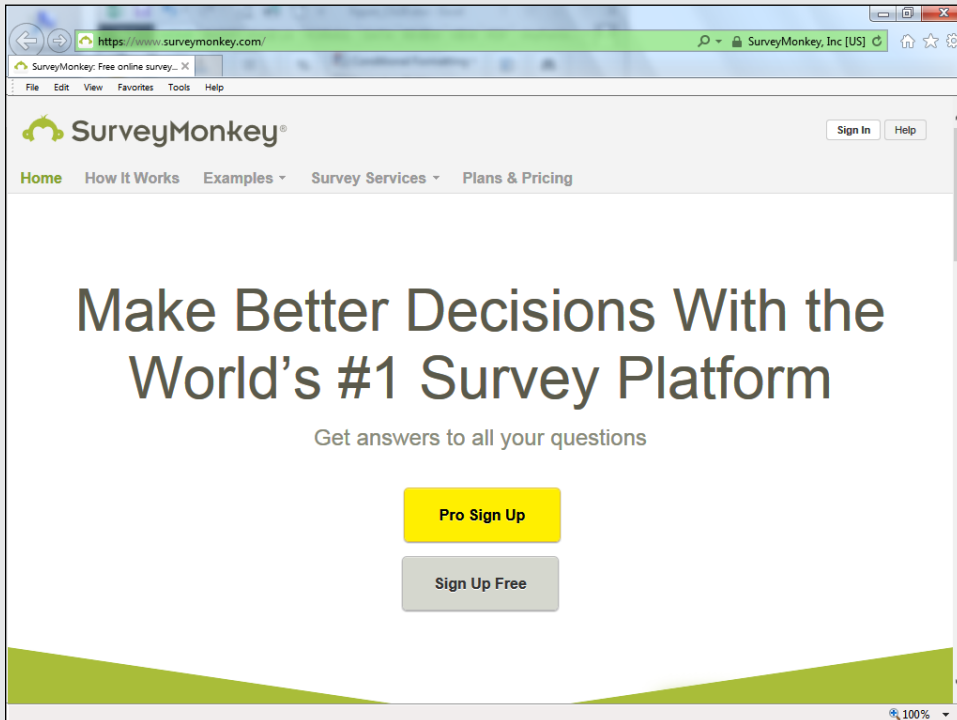 https://www.surveymonkey.com/
SurveyMonkey, Inc [US]
SurveyMonkey: Free online survey...
File Edit View Favorites Tools Help
SurveyMonkey®
Sign In Help
Home How It Works Examples Survey Services Plans & Pricing
Make Better Decisions With the
World’s #1 Survey Platform
Get answers to all your questions
Pro Sign Up
Sign Up Free
100%